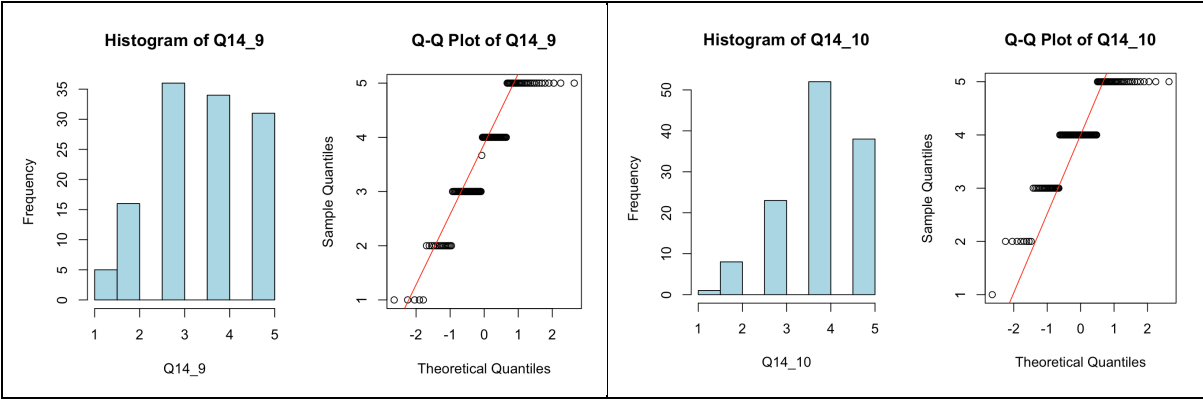 Histogram of Q14_9
Frequency
0
5
10
15
20
25
30
35
1 2 3 4 5
Q14_9
Q-Q Plot of Q14_9
Sample Quantiles
1
2
3
4
5
-2 -1 0 1 2
Theoretical Quantiles
Histogram of Q14_10
Frequency
0
10
20
30
40
50
1 2 3 4 5
Q14_10
Q-Q Plot of Q14_10
Sample Quantiles
1
2
3
4
5
-2 -1 0 1 2
Theoretical Quantiles